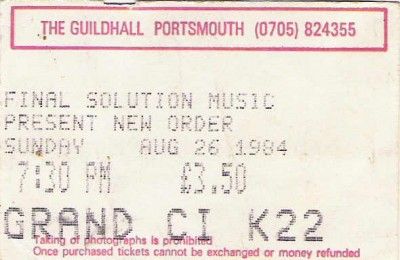 THE GUILDHALL PORTSMOUTH (0705) 824355
FINAL SOLUTION MUSIC
PRESENT NEW ORDER
SUNDAY AUG 26 1984
7:30 PM £3.50
GRAND CI K22
Taking of photographs is prohibited
Once purchased tickets cannot be exchanged or money refunded